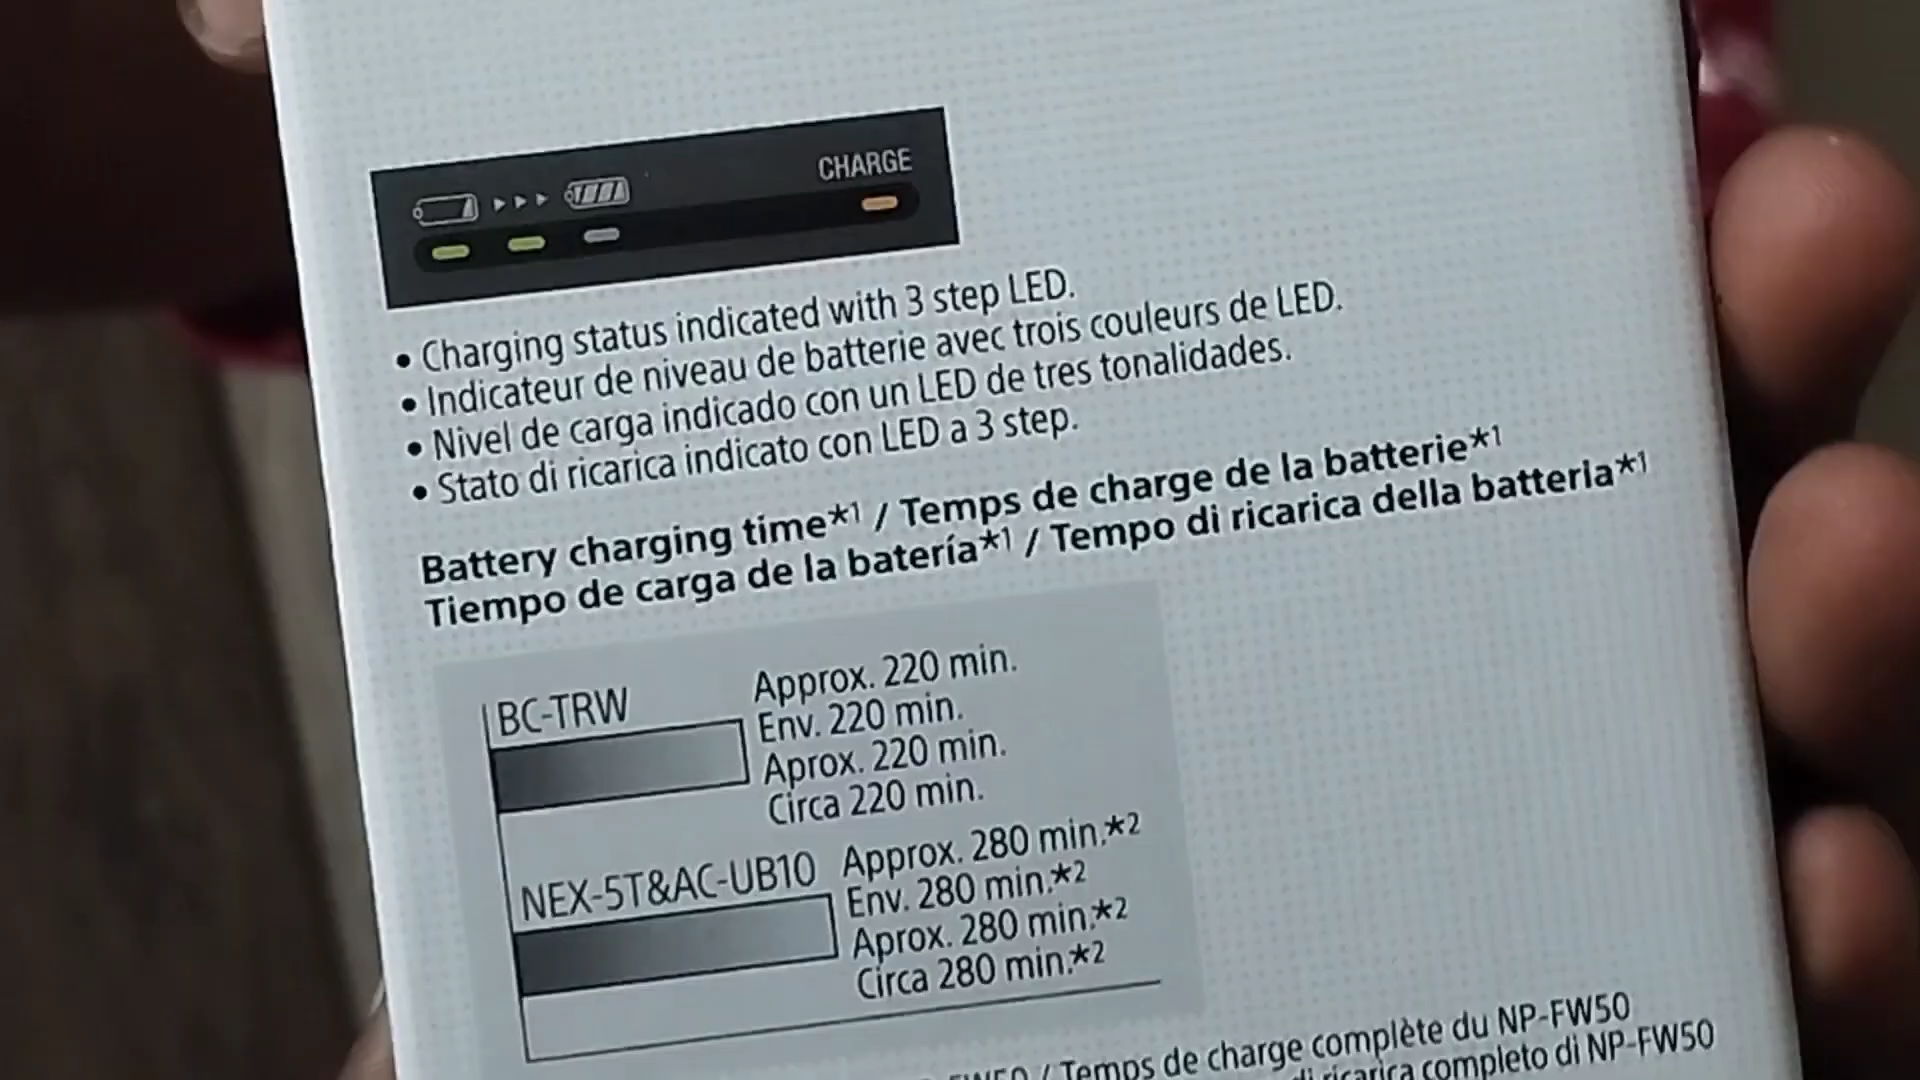 CHARGE
• Charging status indicated with 3 step LED.
• Indicateur de niveau de batterie avec trois couleurs de LED.
• Nivel de carga indicado con un LED de tres tonalidades.
• Stato di ricarica indicato con LED a 3 step.
Battery charging time*1 / Temps de charge de la batterie*1
Tiempo de carga de la batería*1 / Tempo di ricarica della batteria*1
BC-TRW
Approx. 220 min.
Env. 220 min.
Aprox. 220 min.
Circa 220 min.
NEX-5T&AC-UB10
Approx. 280 min.*2
Env. 280 min.*2
Aprox. 280 min.*2
Circa 280 min.*2
/ Temps de charge complète du NP-FW50
di ricarica completo di NP-FW50